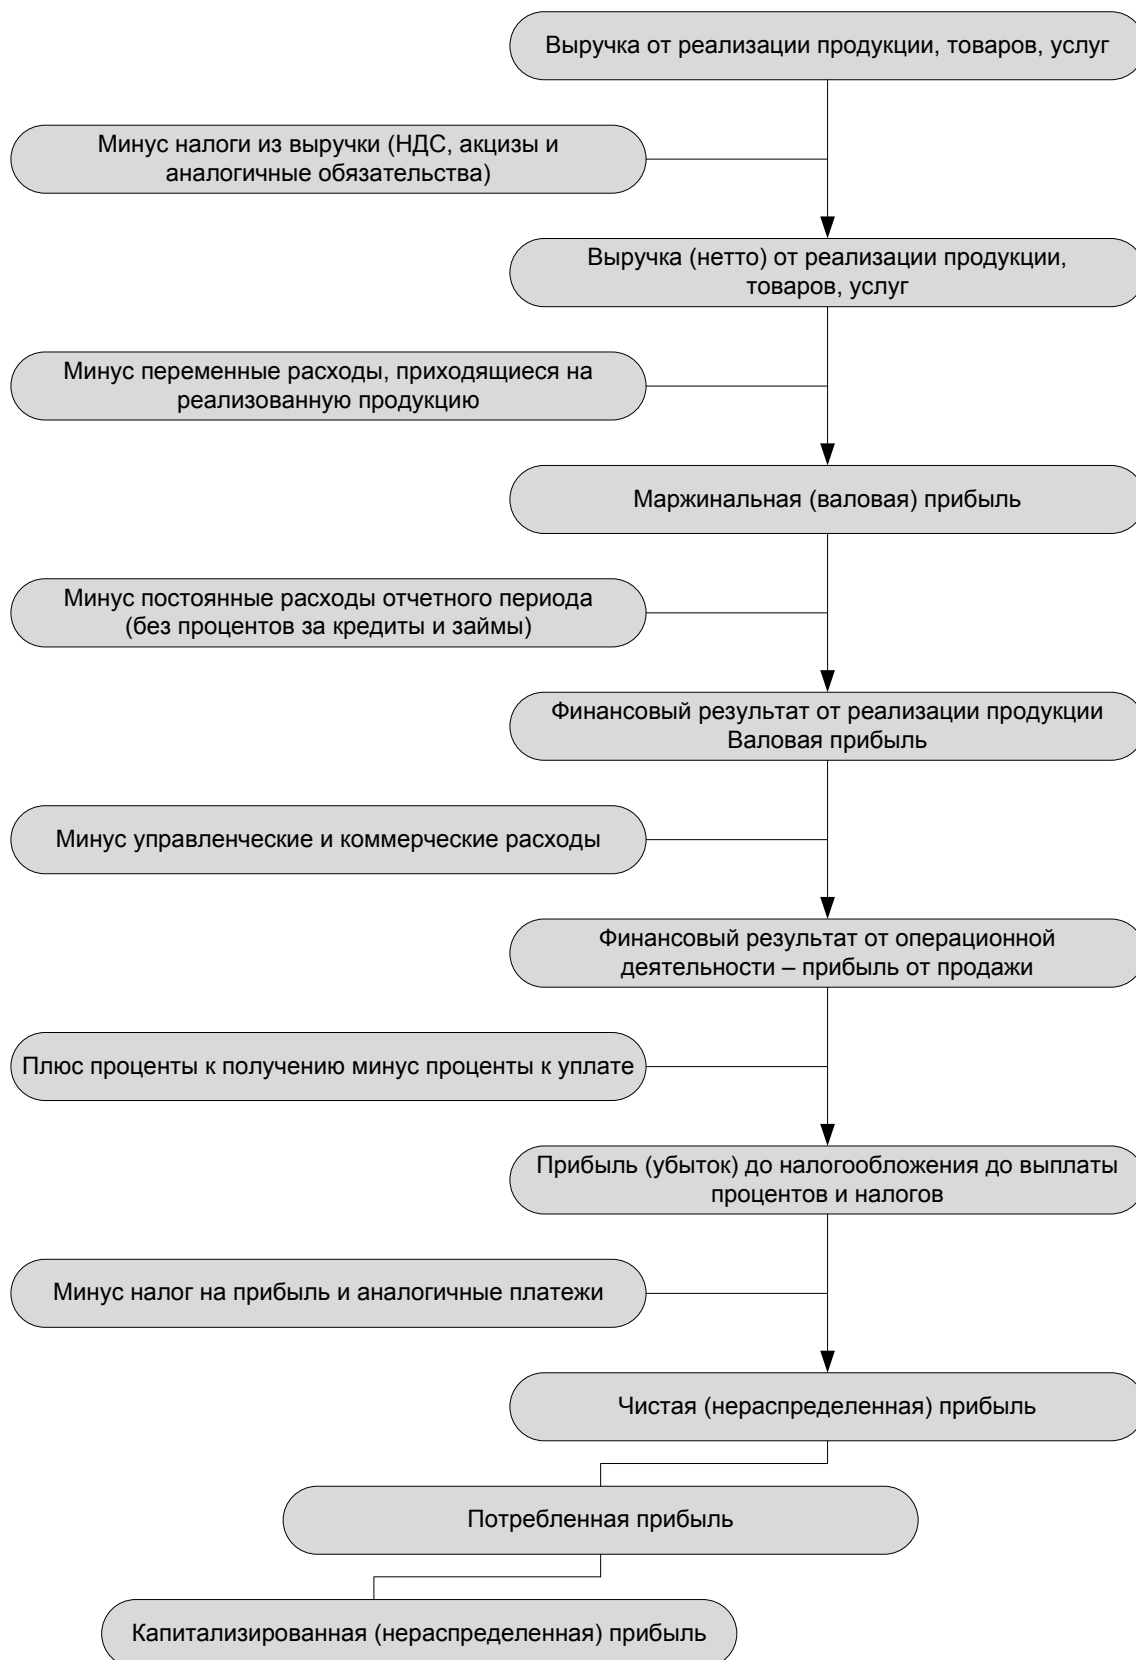 Выручка от реализации продукции, товаров, услуг
Минус налоги из выручки (НДС, акцизы и
аналогичные обязательства)
Выручка (нетто) от реализации продукции,
товаров, услуг
Минус переменные расходы, приходящиеся на
реализованную продукцию
Маржинальная (валовая) прибыль
Минус постоянные расходы отчетного периода
(без процентов за кредиты и займы)
Финансовый результат от реализации продукции
Валовая прибыль
Минус управленческие и коммерческие расходы
Финансовый результат от операционной
деятельности – прибыль от продажи
Плюс проценты к получению минус проценты к уплате
Прибыль (убыток) до налогообложения до выплаты
процентов и налогов
Минус налог на прибыль и аналогичные платежи
Чистая (нераспределенная) прибыль
Потребленная прибыль
Капитализированная (нераспределенная) прибыль